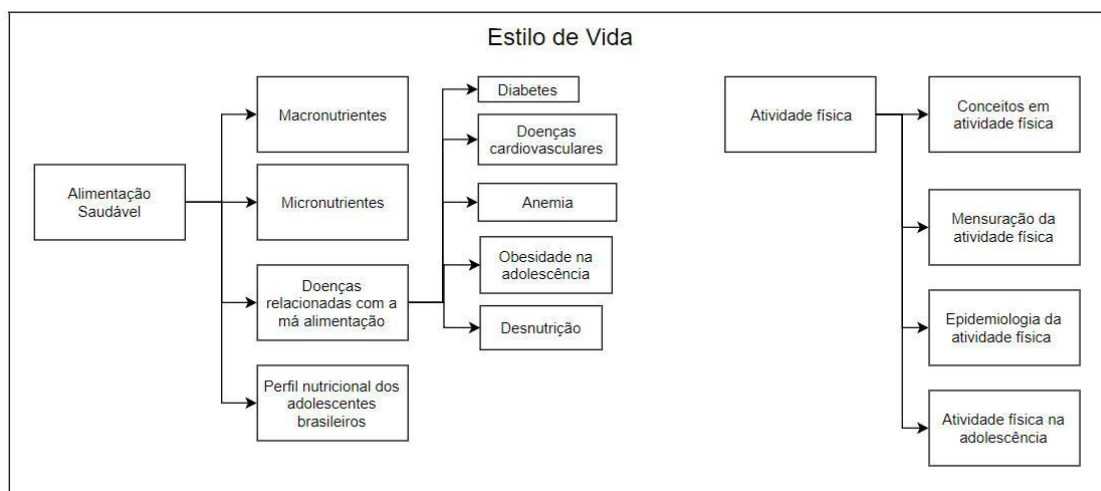 Estilo de Vida
Alimentação
Saudável
Macronutrientes
Micronutrientes
Doenças
relacionadas com a
má alimentação
Perfil nutricional dos
adolescentes
brasileiros
Diabetes
Doenças
cardiovasculares
Anemia
Obesidade na
adolescência
Desnutrição
Atividade física
Conceitos em
atividade física
Mensuração da
atividade física
Epidemiologia da
atividade física
Atividade física na
adolescência